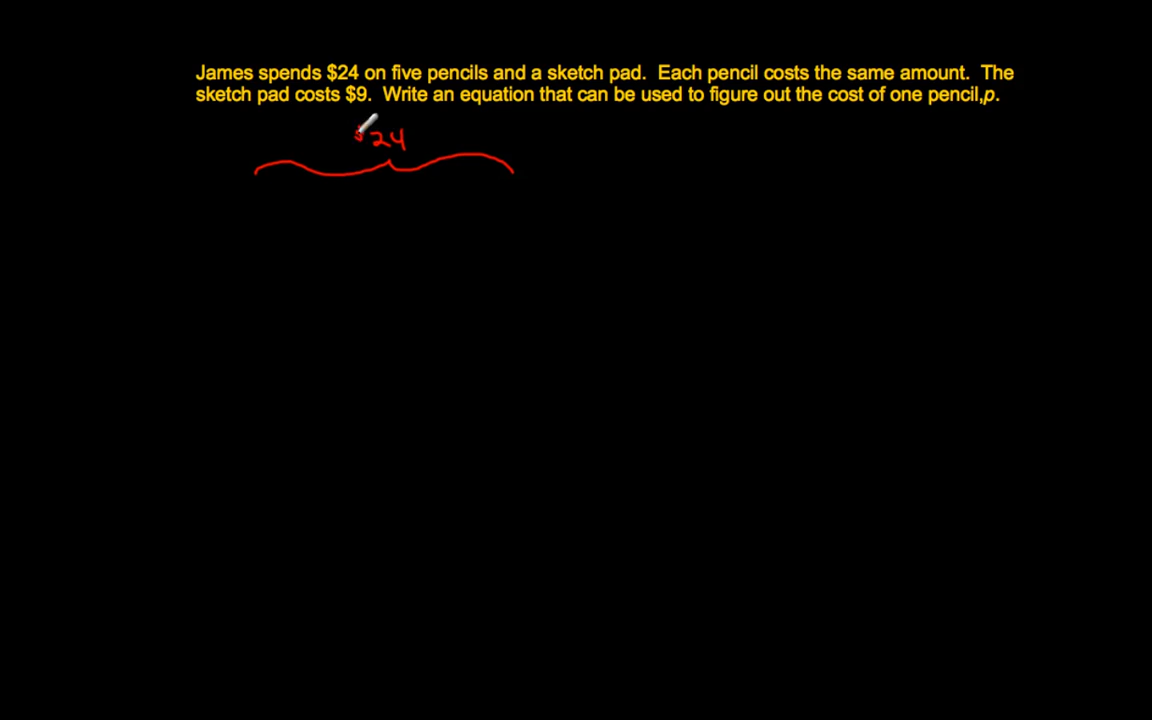 James spends $24 on five pencils and a sketch pad.  Each pencil costs the same amount.  The
sketch pad costs $9.  Write an equation that can be used to figure out the cost of one pencil,p.
$24